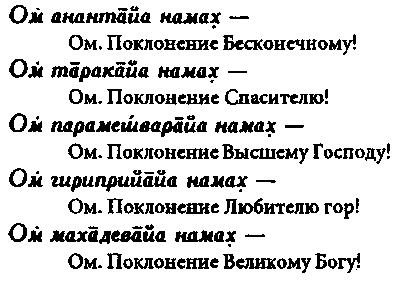 Ом̇ анантāйа намах̣ —
Ом. Поклонение Бесконечному!
Ом̇ тāракāйа намах̣ —
Ом. Поклонение Спасителю!
Ом̇ парамеш́варāйа намах̣ —
Ом. Поклонение Высшему Господу!
Ом̇ гириприйāйа намах̣ —
Ом. Поклонение Любителю гор!
Ом̇ махāдевāйа намах̣ —
Ом. Поклонение Великому Богу!